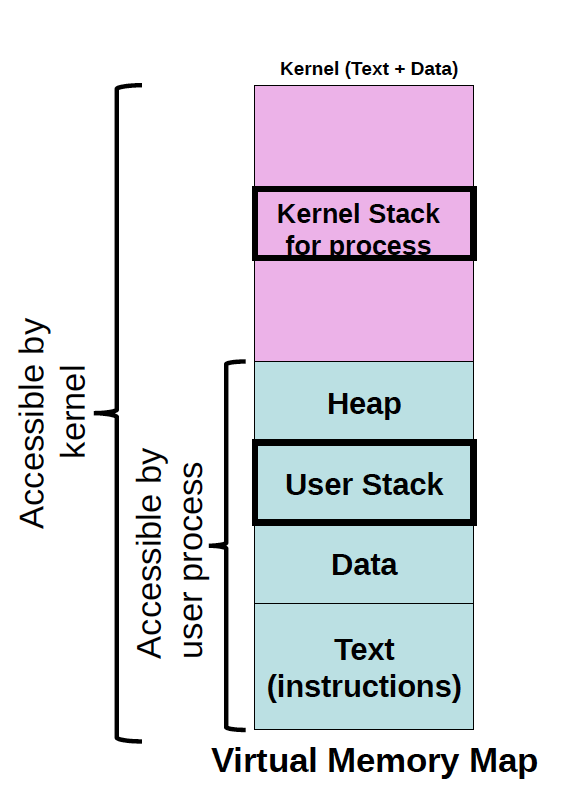 Kernel (Text + Data)
Kernel Stack
for process
Accessible by
kernel
Heap
Accessible by
user process
User Stack
Data
Text
(instructions)
Virtual Memory Map